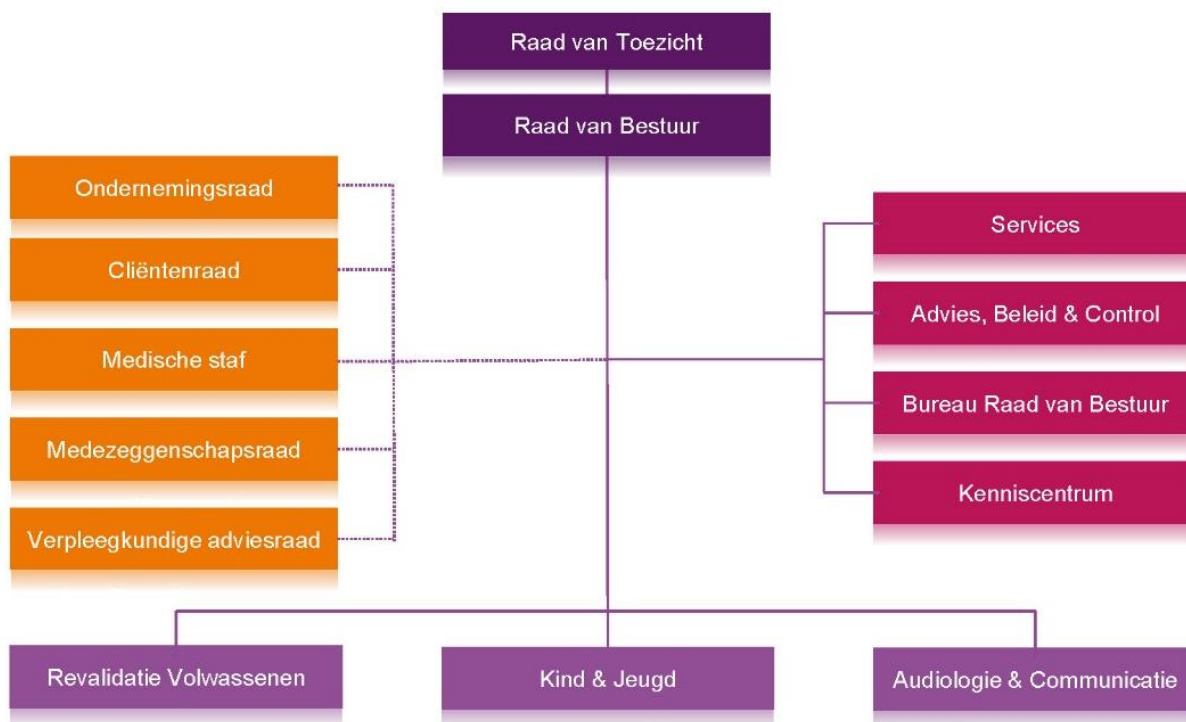 Raad van Toezicht
Raad van Bestuur
Ondernemingsraad
Cliëntenraad
Medische staf
Medezeggenschapsraad
Verpleegkundige adviesraad
Services
Advies, Beleid & Control
Bureau Raad van Bestuur
Kenniscentrum
Revalidatie Volwassenen
Kind & Jeugd
Audiologie & Communicatie